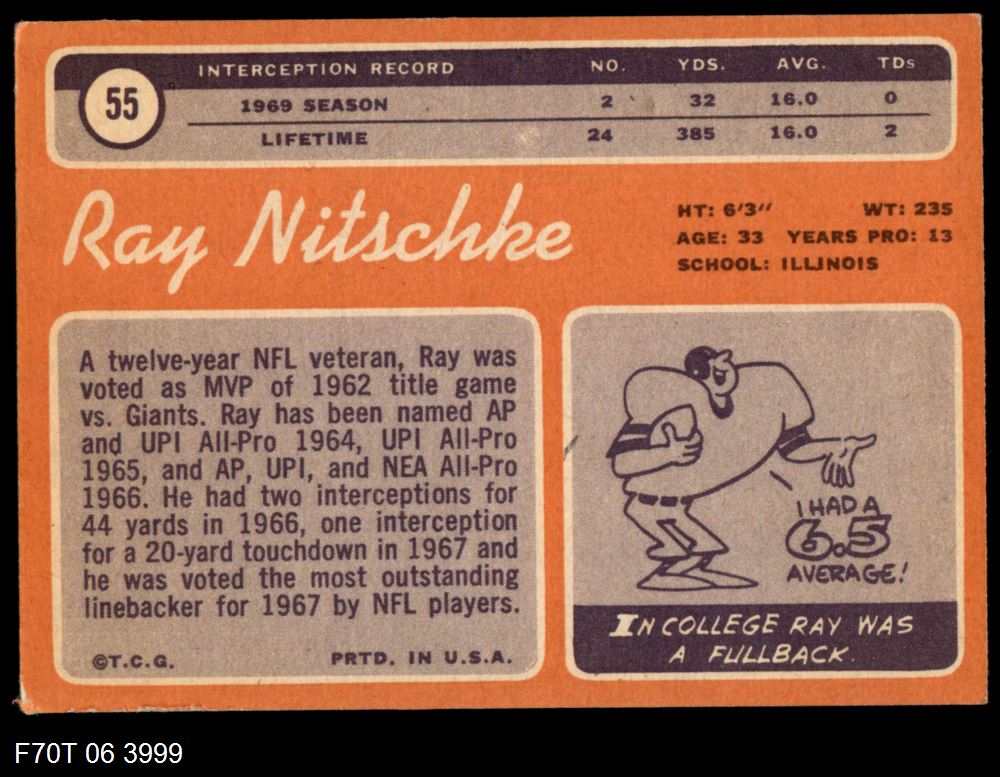 55
INTERCEPTION RECORD NO. YDS. AVG. TDs
1969 SEASON 2 32 16.0 0
LIFETIME 24 385 16.0 2
Ray Nitschke
HT: 6'3" WT: 235
AGE: 33 YEARS PRO: 13
SCHOOL: ILLINOIS
A twelve-year NFL veteran, Ray was
voted as MVP of 1962 title game
vs. Giants. Ray has been named AP
and UPI All-Pro 1964, UPI All-Pro
1965, and AP, UPI, and NEA All-Pro
1966. He had two interceptions for
44 yards in 1966, one interception
for a 20-yard touchdown in 1967 and
he was voted the most outstanding
linebacker for 1967 by NFL players.
©T.C.G. PRTD. IN U.S.A.
I HAD A
6.5
AVERAGE!
IN COLLEGE RAY WAS
A FULLBACK
F70T 06 3999